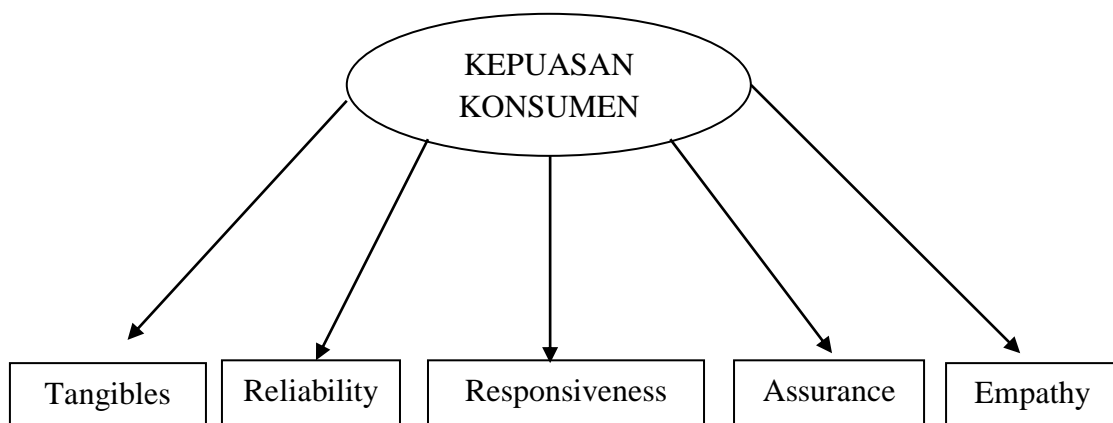 KEPUASAN
KONSUMEN
Tangibles
Reliability
Responsiveness
Assurance
Empathy